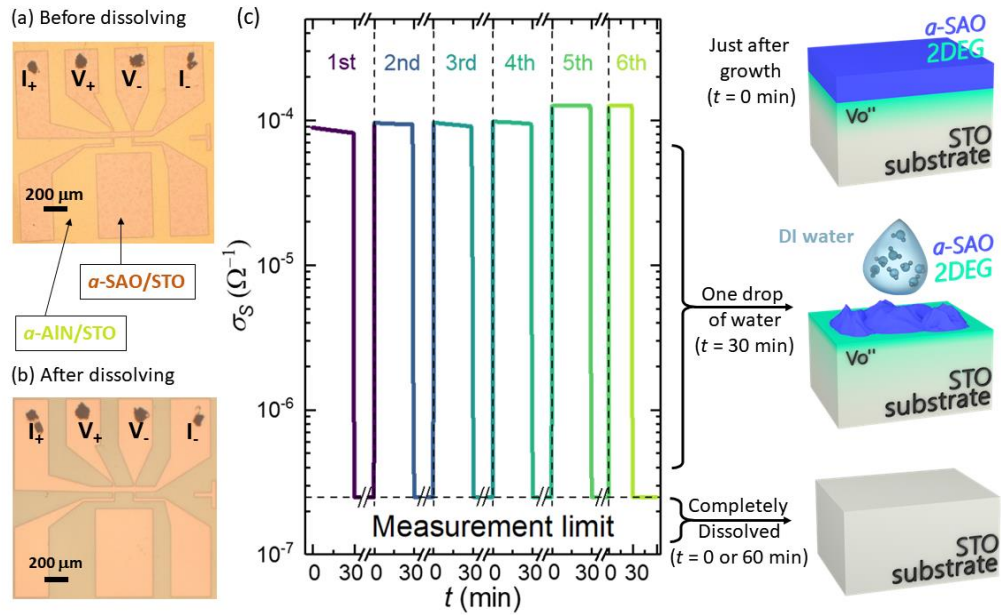 (a) Before dissolving
I+ V+ V- I-
200 μm
a-SAO/STO
a-AlN/STO
(b) After dissolving
I+ V+ V- I-
200 μm
(c)
1st 2nd 3rd 4th 5th 6th
10⁻⁴
10⁻⁵
10⁻⁶
10⁻⁷
σS (Ω⁻¹)
Measurement limit
0 30 0 30 0 30 0 30 0 30 0 30
t (min)
Just after
growth
(t = 0 min)
a-SAO
2DEG
Vo¨
STO
substrate
One drop
of water
(t = 30 min)
DI water
a-SAO
2DEG
Vo¨
STO
substrate
Completely
Dissolved
(t = 0 or 60 min)
STO
substrate